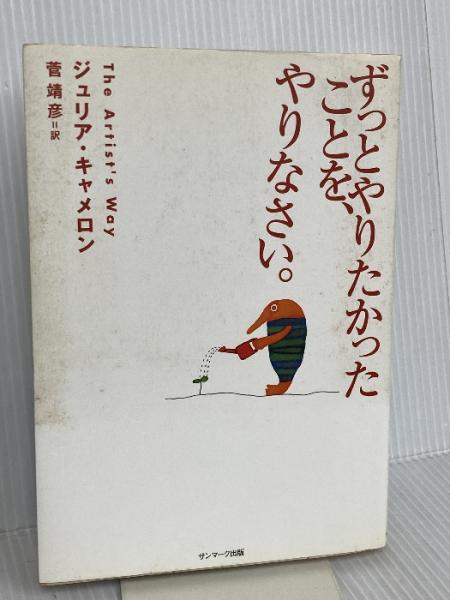 ずっとやりたかった
ことを、
やりなさい。
The Artist's Way
ジュリア・キャメロン
菅 靖彦=訳
サンマーク出版